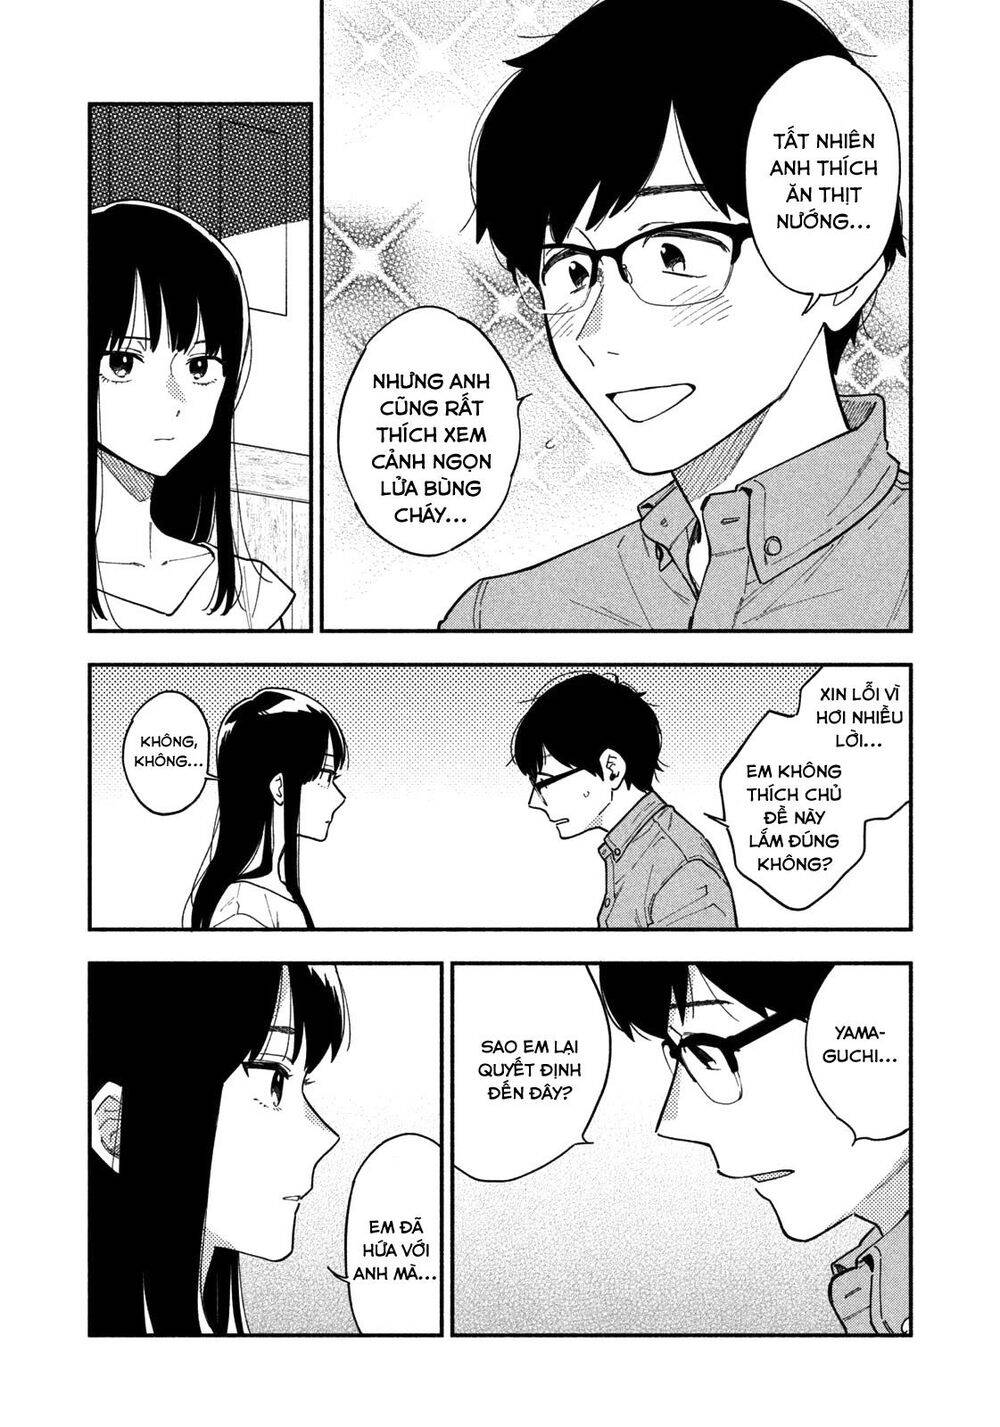 TẤT NHIÊN
ANH THÍCH
ĂN THỊT
NƯỚNG...
NHƯNG ANH
CŨNG RẤT
THÍCH XEM
CẢNH NGỌN
LỬA BÙNG
CHÁY...
XIN LỖI VÌ
HƠI NHIỀU
LỜI...
EM KHÔNG
THÍCH CHỦ
ĐỀ NÀY
LẮM ĐÚNG
KHÔNG?
KHÔNG,
KHÔNG...
YAMA-
GUCHI...
SAO EM LẠI
QUYẾT ĐỊNH
ĐẾN ĐÂY?
EM ĐÃ
HỨA VỚI
ANH MÀ...